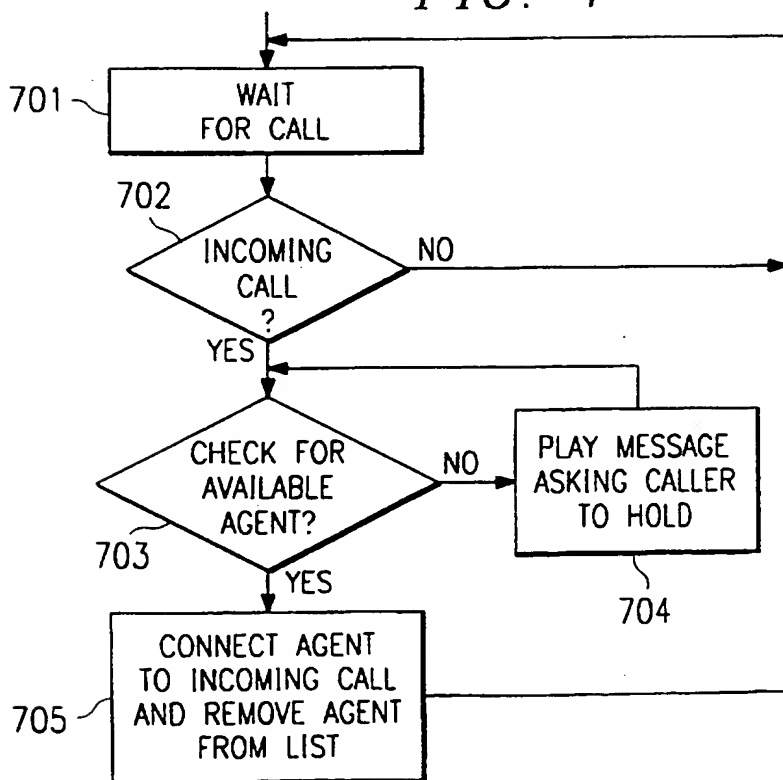 FIG.
701
WAIT
FOR CALL
702
INCOMING
CALL
?
NO
YES
CHECK FOR
AVAILABLE
AGENT?
NO
703
YES
PLAY MESSAGE
ASKING CALLER
TO HOLD
704
CONNECT AGENT
TO INCOMING CALL
AND REMOVE AGENT
FROM LIST
705